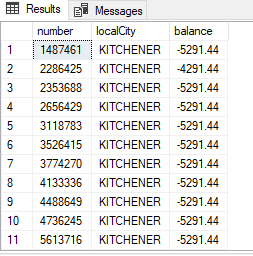 Results Messages
number localCity balance
1 1487461 KITCHENER -5291.44
2 2286425 KITCHENER -4291.44
3 2353688 KITCHENER -5291.44
4 2656429 KITCHENER -5291.44
5 3118783 KITCHENER -5291.44
6 3526415 KITCHENER -5291.44
7 3774270 KITCHENER -5291.44
8 4133336 KITCHENER -5291.44
9 4488649 KITCHENER -5291.44
10 4736245 KITCHENER -5291.44
11 5613716 KITCHENER -5291.44